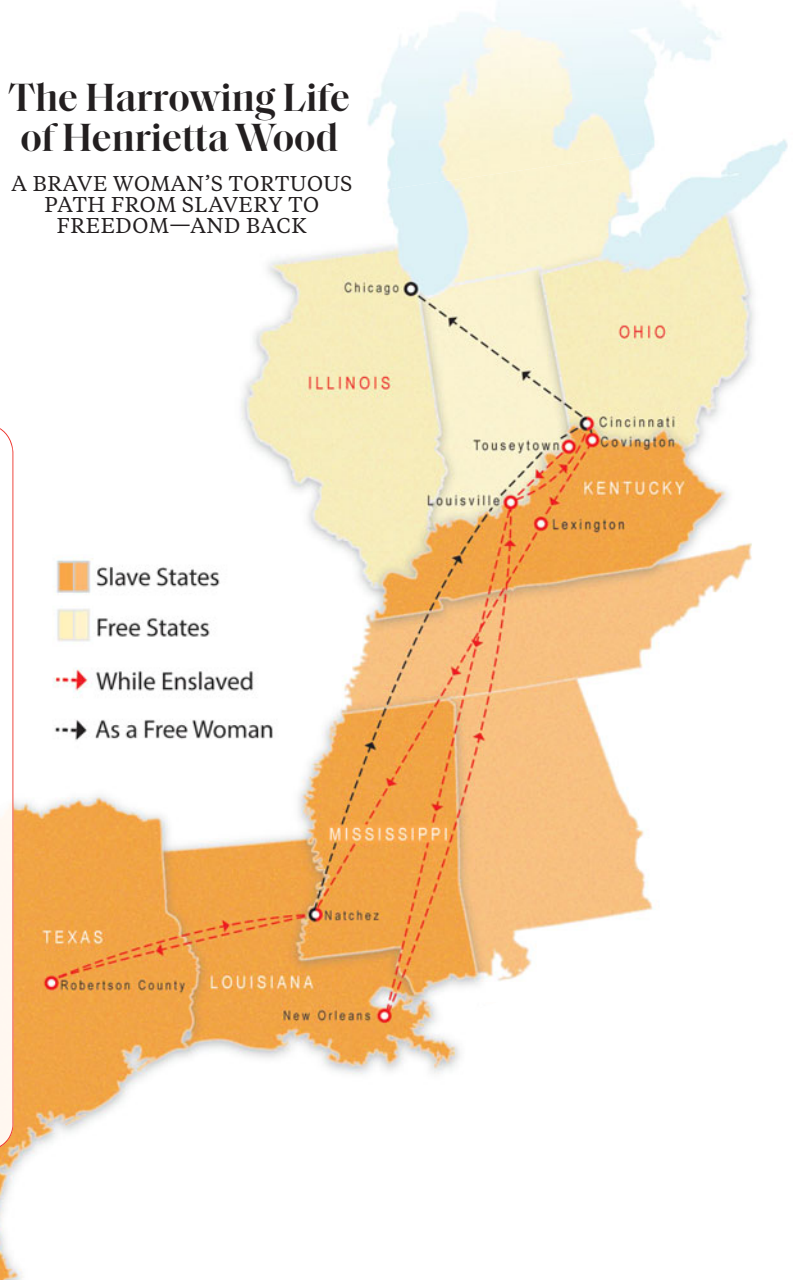 The Harrowing Life
of Henrietta Wood
A BRAVE WOMAN'S TORTUOUS
PATH FROM SLAVERY TO
FREEDOM—AND BACK
Chicago
OHIO
ILLINOIS
Cincinnati
Covington
Touseytown
KENTUCKY
Louisville
Lexington
Slave States
Free States
While Enslaved
As a Free Woman
MISSISSIPPI
Natchez
TEXAS
Robertson County
LOUISIANA
New Orleans